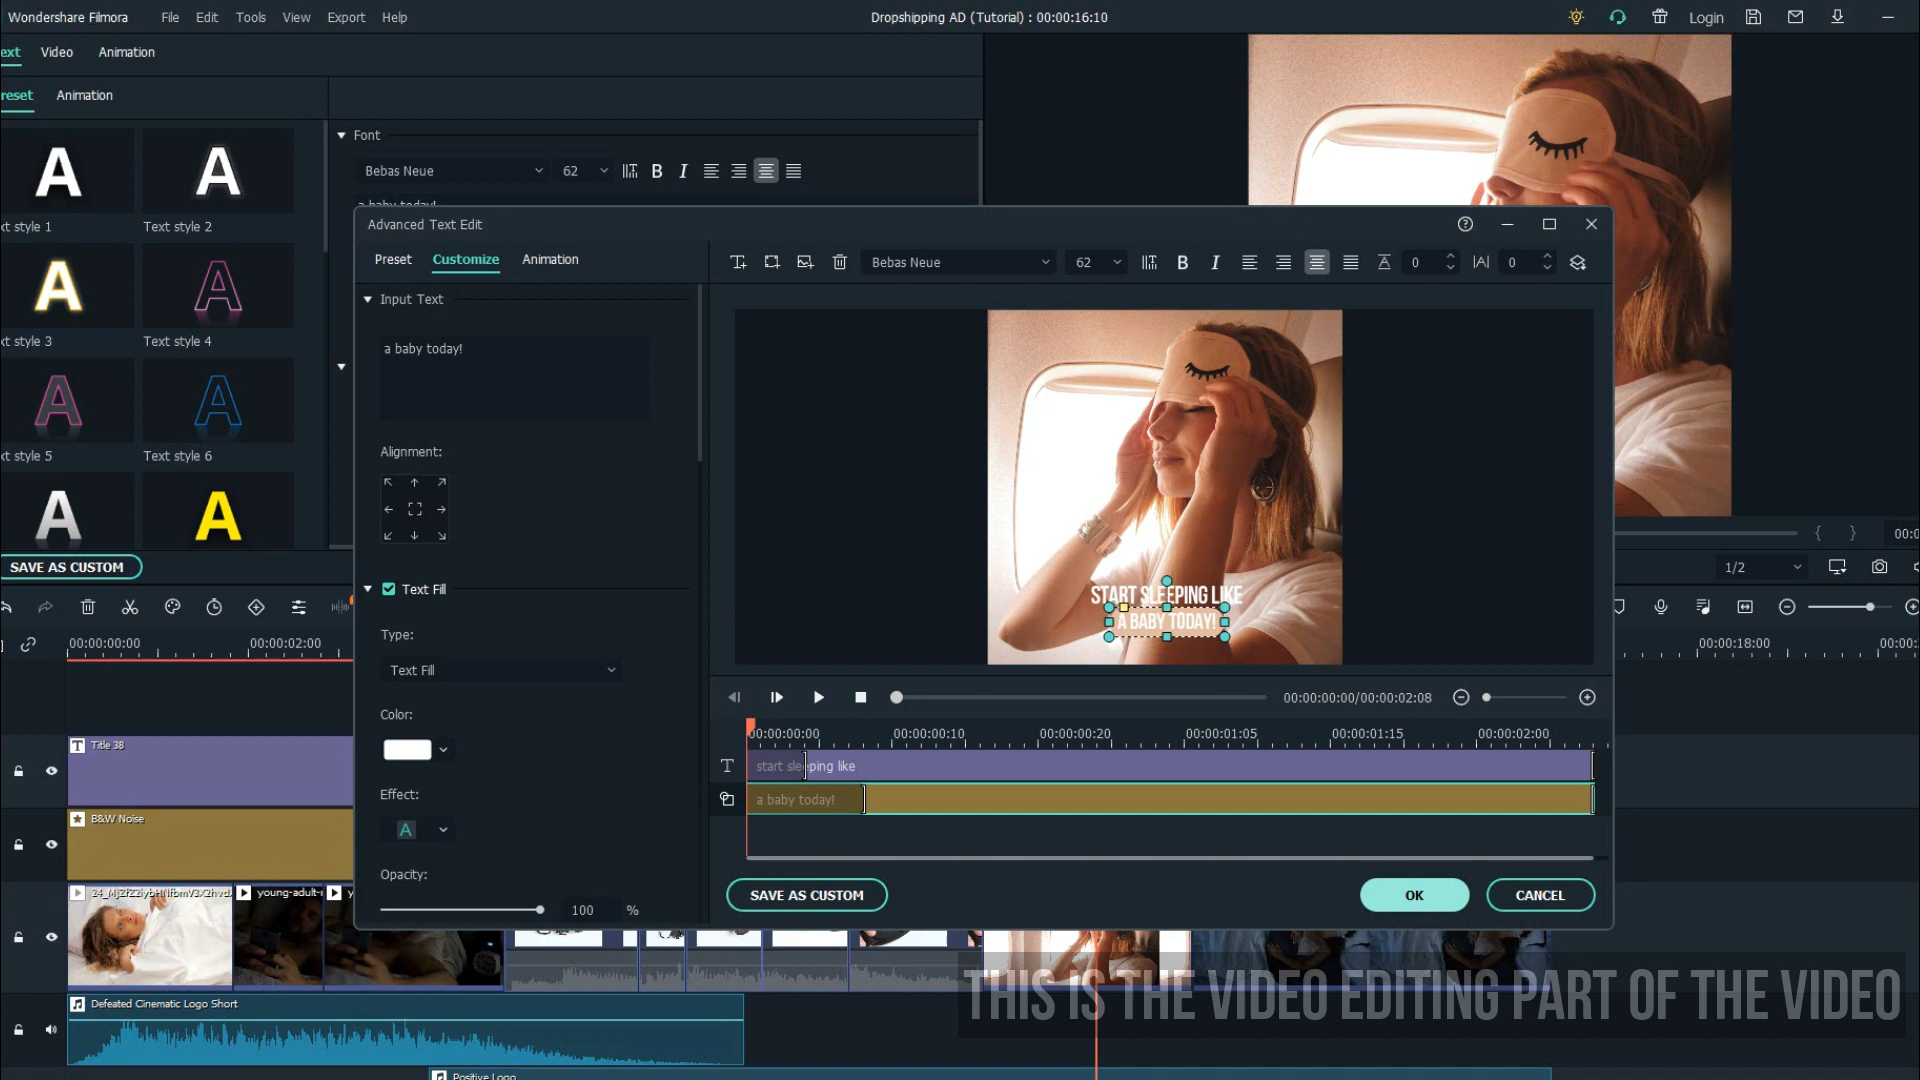 Wondershare Filmora File Edit Tools View Export Help
Dropshipping AD (Tutorial) : 00:00:16:10
Login
Video Animation
Animation
Font
Bebas Neue 62 B I
Text style 2
Text style 4
Text style 6
SAVE AS CUSTOM
Advanced Text Edit
Preset Customize Animation
Bebas Neue 62 B I 0 0
Input Text
a baby today!
Alignment:
Text Fill
Type:
Text Fill
Color:
Effect:
A
Opacity:
100 %
START SLEEPING LIKE
A BABY TODAY!
00:00:00:00/00:00:02:08
00:00:00:00 00:00:00:10 00:00:00:20 00:00:01:05 00:00:01:15 00:00:02:00
start sleeping like
a baby today!
SAVE AS CUSTOM OK CANCEL
1/2
00:00:00:00 00:00:02:00
00:00:18:00
Title 38
B&W Noise
young-adult-
Defeated Cinematic Logo Short
Positive Logo
THIS IS THE VIDEO EDITING PART OF THE VIDEO